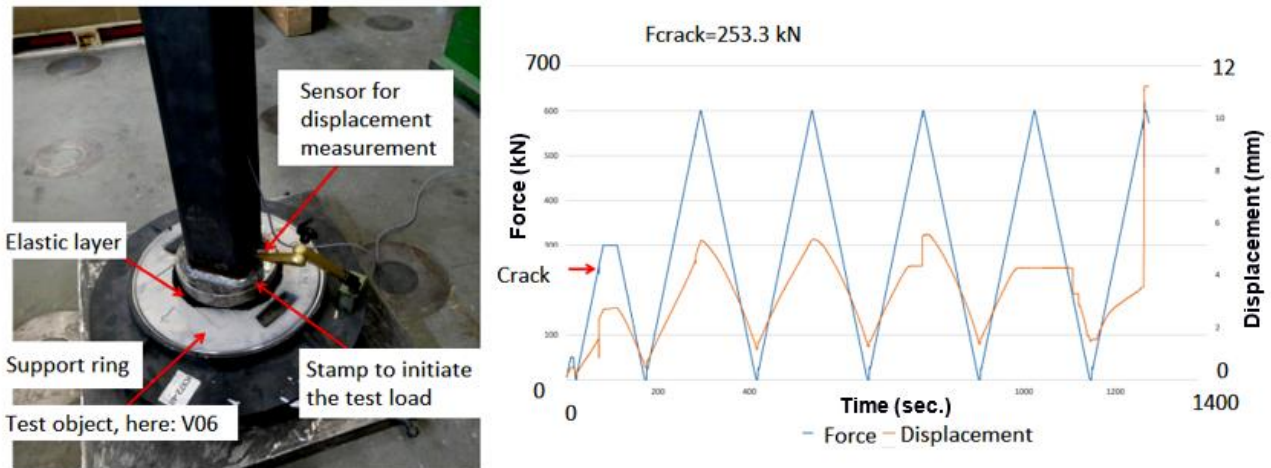 Sensor for
displacement
measurement
Elastic layer
Support ring
Stamp to initiate
the test load
Test object, here: V06
Fcrack=253.3 kN
700
600
500
400
300
Crack
100
0
Force (kN)
12
10
8
6
4
2
0
Displacement (mm)
0
200
400
1000
1200
1400
Time (sec.)
Force
Displacement